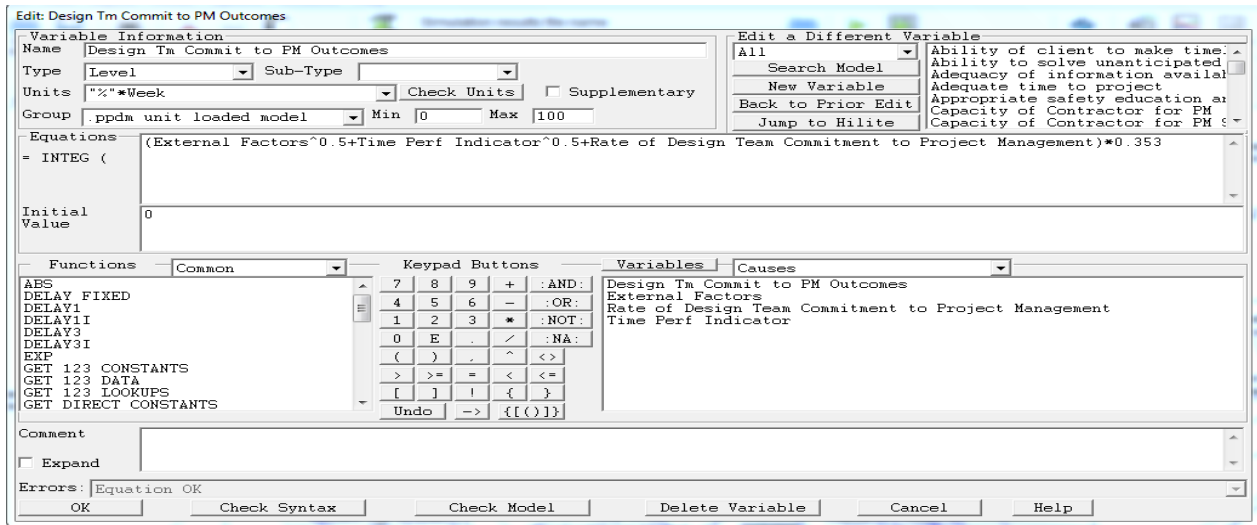 Edit: Design Tm Commit to PM Outcomes
Variable Information
Name Design Tm Commit to PM Outcomes
Type Level Sub-Type
Units "%"*Week Check Units Supplementary
Group .ppdm unit loaded model Min 0 Max 100
Edit a Different Variable
All
Search Model
New Variable
Back to Prior Edit
Jump to Hilite
Ability of client to make time
Ability to solve unanticipated
Adequacy of information availab
Adequate time to project
Appropriate safety education an
Capacity of Contractor for PM
Capacity of Contractor for PM S
Equations
= INTEG (
(External Factors^0.5+Time Perf Indicator^0.5+Rate of Design Team Commitment to Project Management)*0.353
Initial
Value
0
Functions Common
ABS
DELAY FIXED
DELAY1
DELAY1I
DELAY3
DELAY3I
EXP
GET 123 CONSTANTS
GET 123 DATA
GET 123 LOOKUPS
GET DIRECT CONSTANTS
Keypad Buttons
7 8 9 + :AND:
4 5 6 - :OR:
1 2 3 * :NOT:
0 E . / :NA:
( ) , ^ <>
> >= = < <=
[ ] ! { }
Undo -> {[()]}
Variables Causes
Design Tm Commit to PM Outcomes
External Factors
Rate of Design Team Commitment to Project Management
Time Perf Indicator
Comment
Expand
Errors: Equation OK
OK Check Syntax Check Model Delete Variable Cancel Help